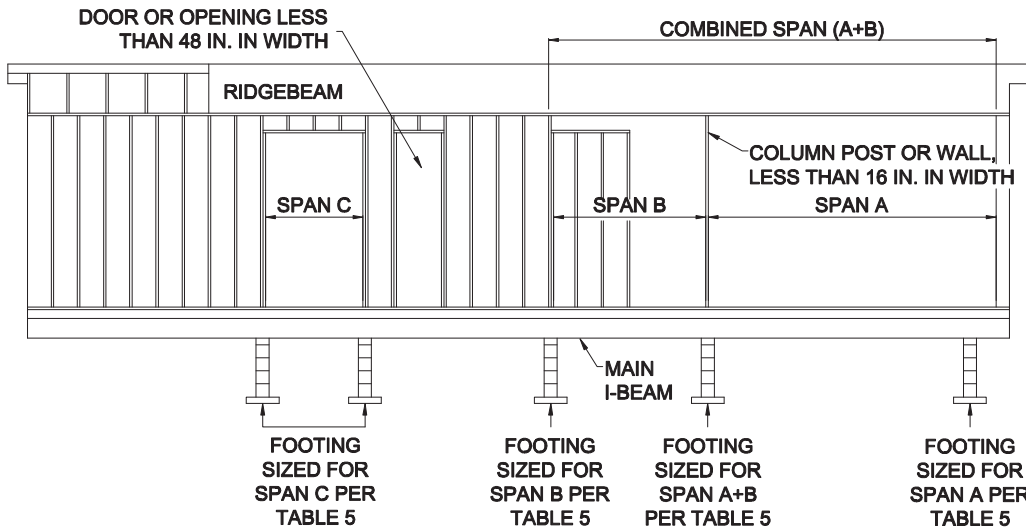 DOOR OR OPENING LESS
THAN 48 IN. IN WIDTH
COMBINED SPAN (A+B)
RIDGEBEAM
COLUMN POST OR WALL,
LESS THAN 16 IN. IN WIDTH
SPAN C
SPAN B
SPAN A
MAIN
I-BEAM
FOOTING
SIZED FOR
SPAN C PER
TABLE 5
FOOTING
SIZED FOR
SPAN B PER
TABLE 5
FOOTING
SIZED FOR
SPAN A+B
PER TABLE 5
FOOTING
SIZED FOR
SPAN A PER
TABLE 5